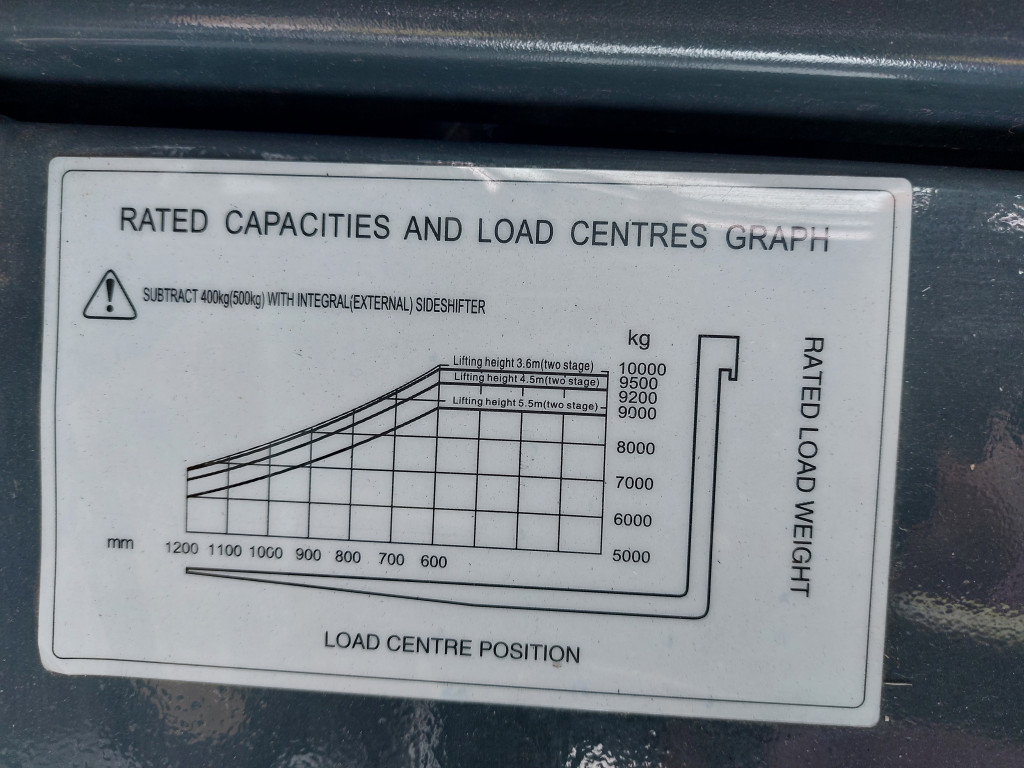 RATED CAPACITIES AND LOAD CENTRES GRAPH
SUBTRACT 400kg(500kg) WITH INTEGRAL(EXTERNAL) SIDESHIFTER
kg
Lifting height 3.6m(two stage)
10000
Lifting height 4.5m(two stage)
9500
9200
Lifting height 5.5m(two stage)
9000
8000
7000
6000
5000
mm
1200 1100 1000 900 800 700 600
RATED LOAD WEIGHT
LOAD CENTRE POSITION